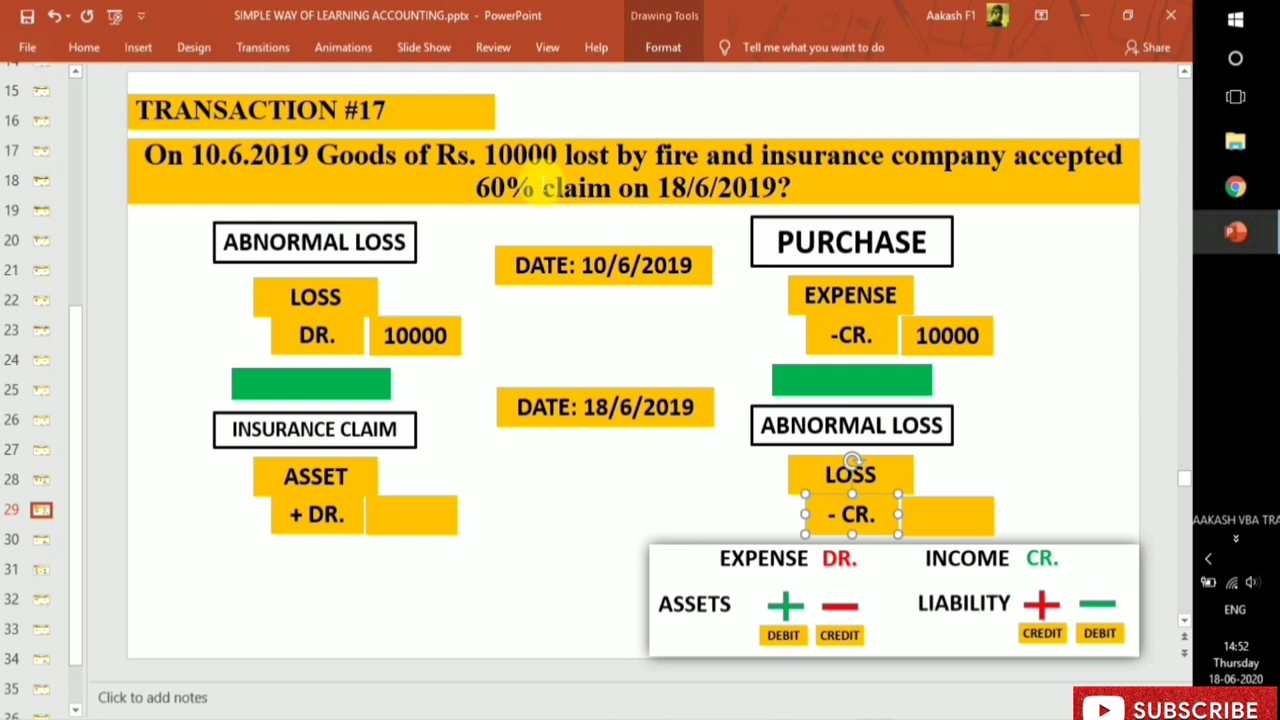 SIMPLE WAY OF LEARNING ACCOUNTING.pptx - PowerPoint
Drawing Tools
Aakash F1
File Home Insert Design Transitions Animations Slide Show Review View Help Format Tell me what you want to do Share
15
16
17
18
19
20
21
22
23
24
25
26
27
28
29
30
31
32
33
34
35
TRANSACTION #17
On 10.6.2019 Goods of Rs. 10000 lost by fire and insurance company accepted
60% claim on 18/6/2019?
ABNORMAL LOSS
PURCHASE
DATE: 10/6/2019
LOSS
EXPENSE
DR. 10000
-CR. 10000
DATE: 18/6/2019
INSURANCE CLAIM
ABNORMAL LOSS
ASSET
LOSS
+ DR.
- CR.
EXPENSE DR. INCOME CR.
ASSETS + − LIABILITY + −
DEBIT CREDIT CREDIT DEBIT
Click to add notes
AAKASH VBA TRA
ENG
14:52
Thursday
18-06-2020
SUBSCRIBE